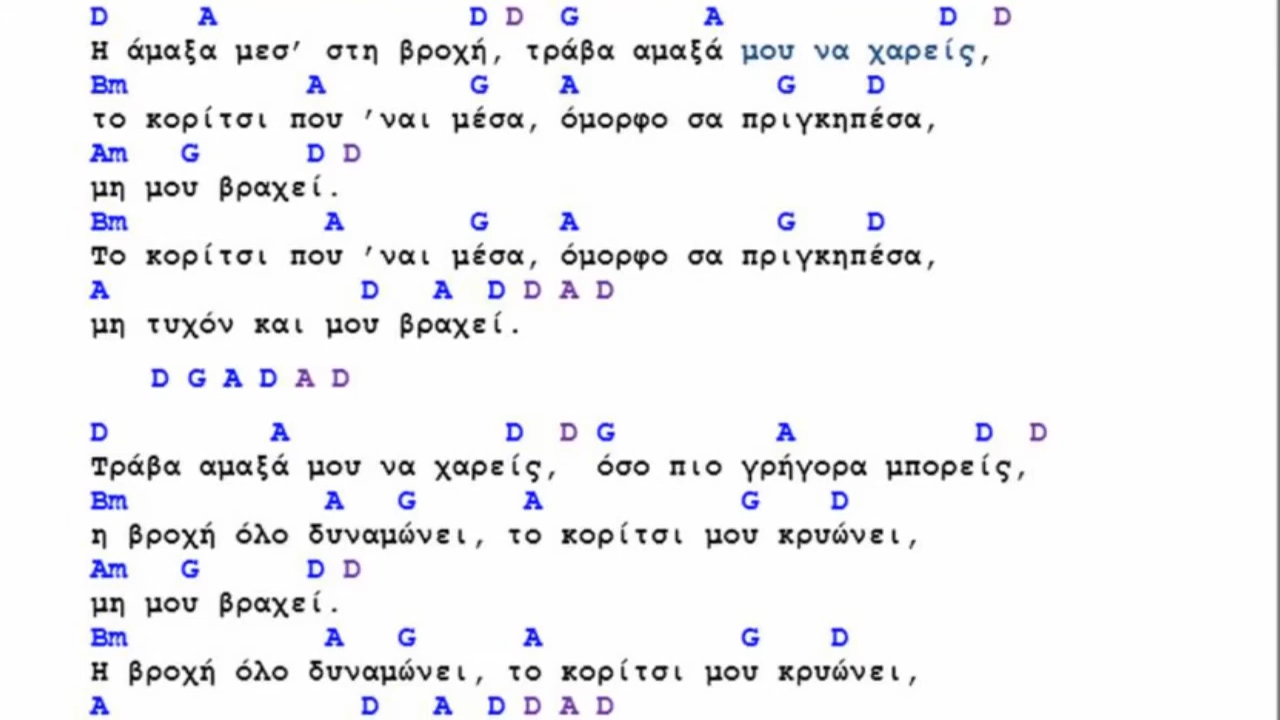 D A D D G A D D
Η άμαξα μεσ’ στη βροχή, τράβα αμαξά μου να χαρείς,
Bm A G A G D
το κορίτσι που ’ναι μέσα, όμορφο σα πριγκηπέσα,
Am G D D
μη μου βραχεί.
Bm A G A G D
Το κορίτσι που ’ναι μέσα, όμορφο σα πριγκηπέσα,
A D A D D A D
μη τυχόν και μου βραχεί.
D G A D A D
D A D D G A D D
Τράβα αμαξά μου να χαρείς, όσο πιο γρήγορα μπορείς,
Bm A G A G D
η βροχή όλο δυναμώνει, το κορίτσι μου κρυώνει,
Am G D D
μη μου βραχεί.
Bm A G A G D
Η βροχή όλο δυναμώνει, το κορίτσι μου κρυώνει,
A D A D D A D